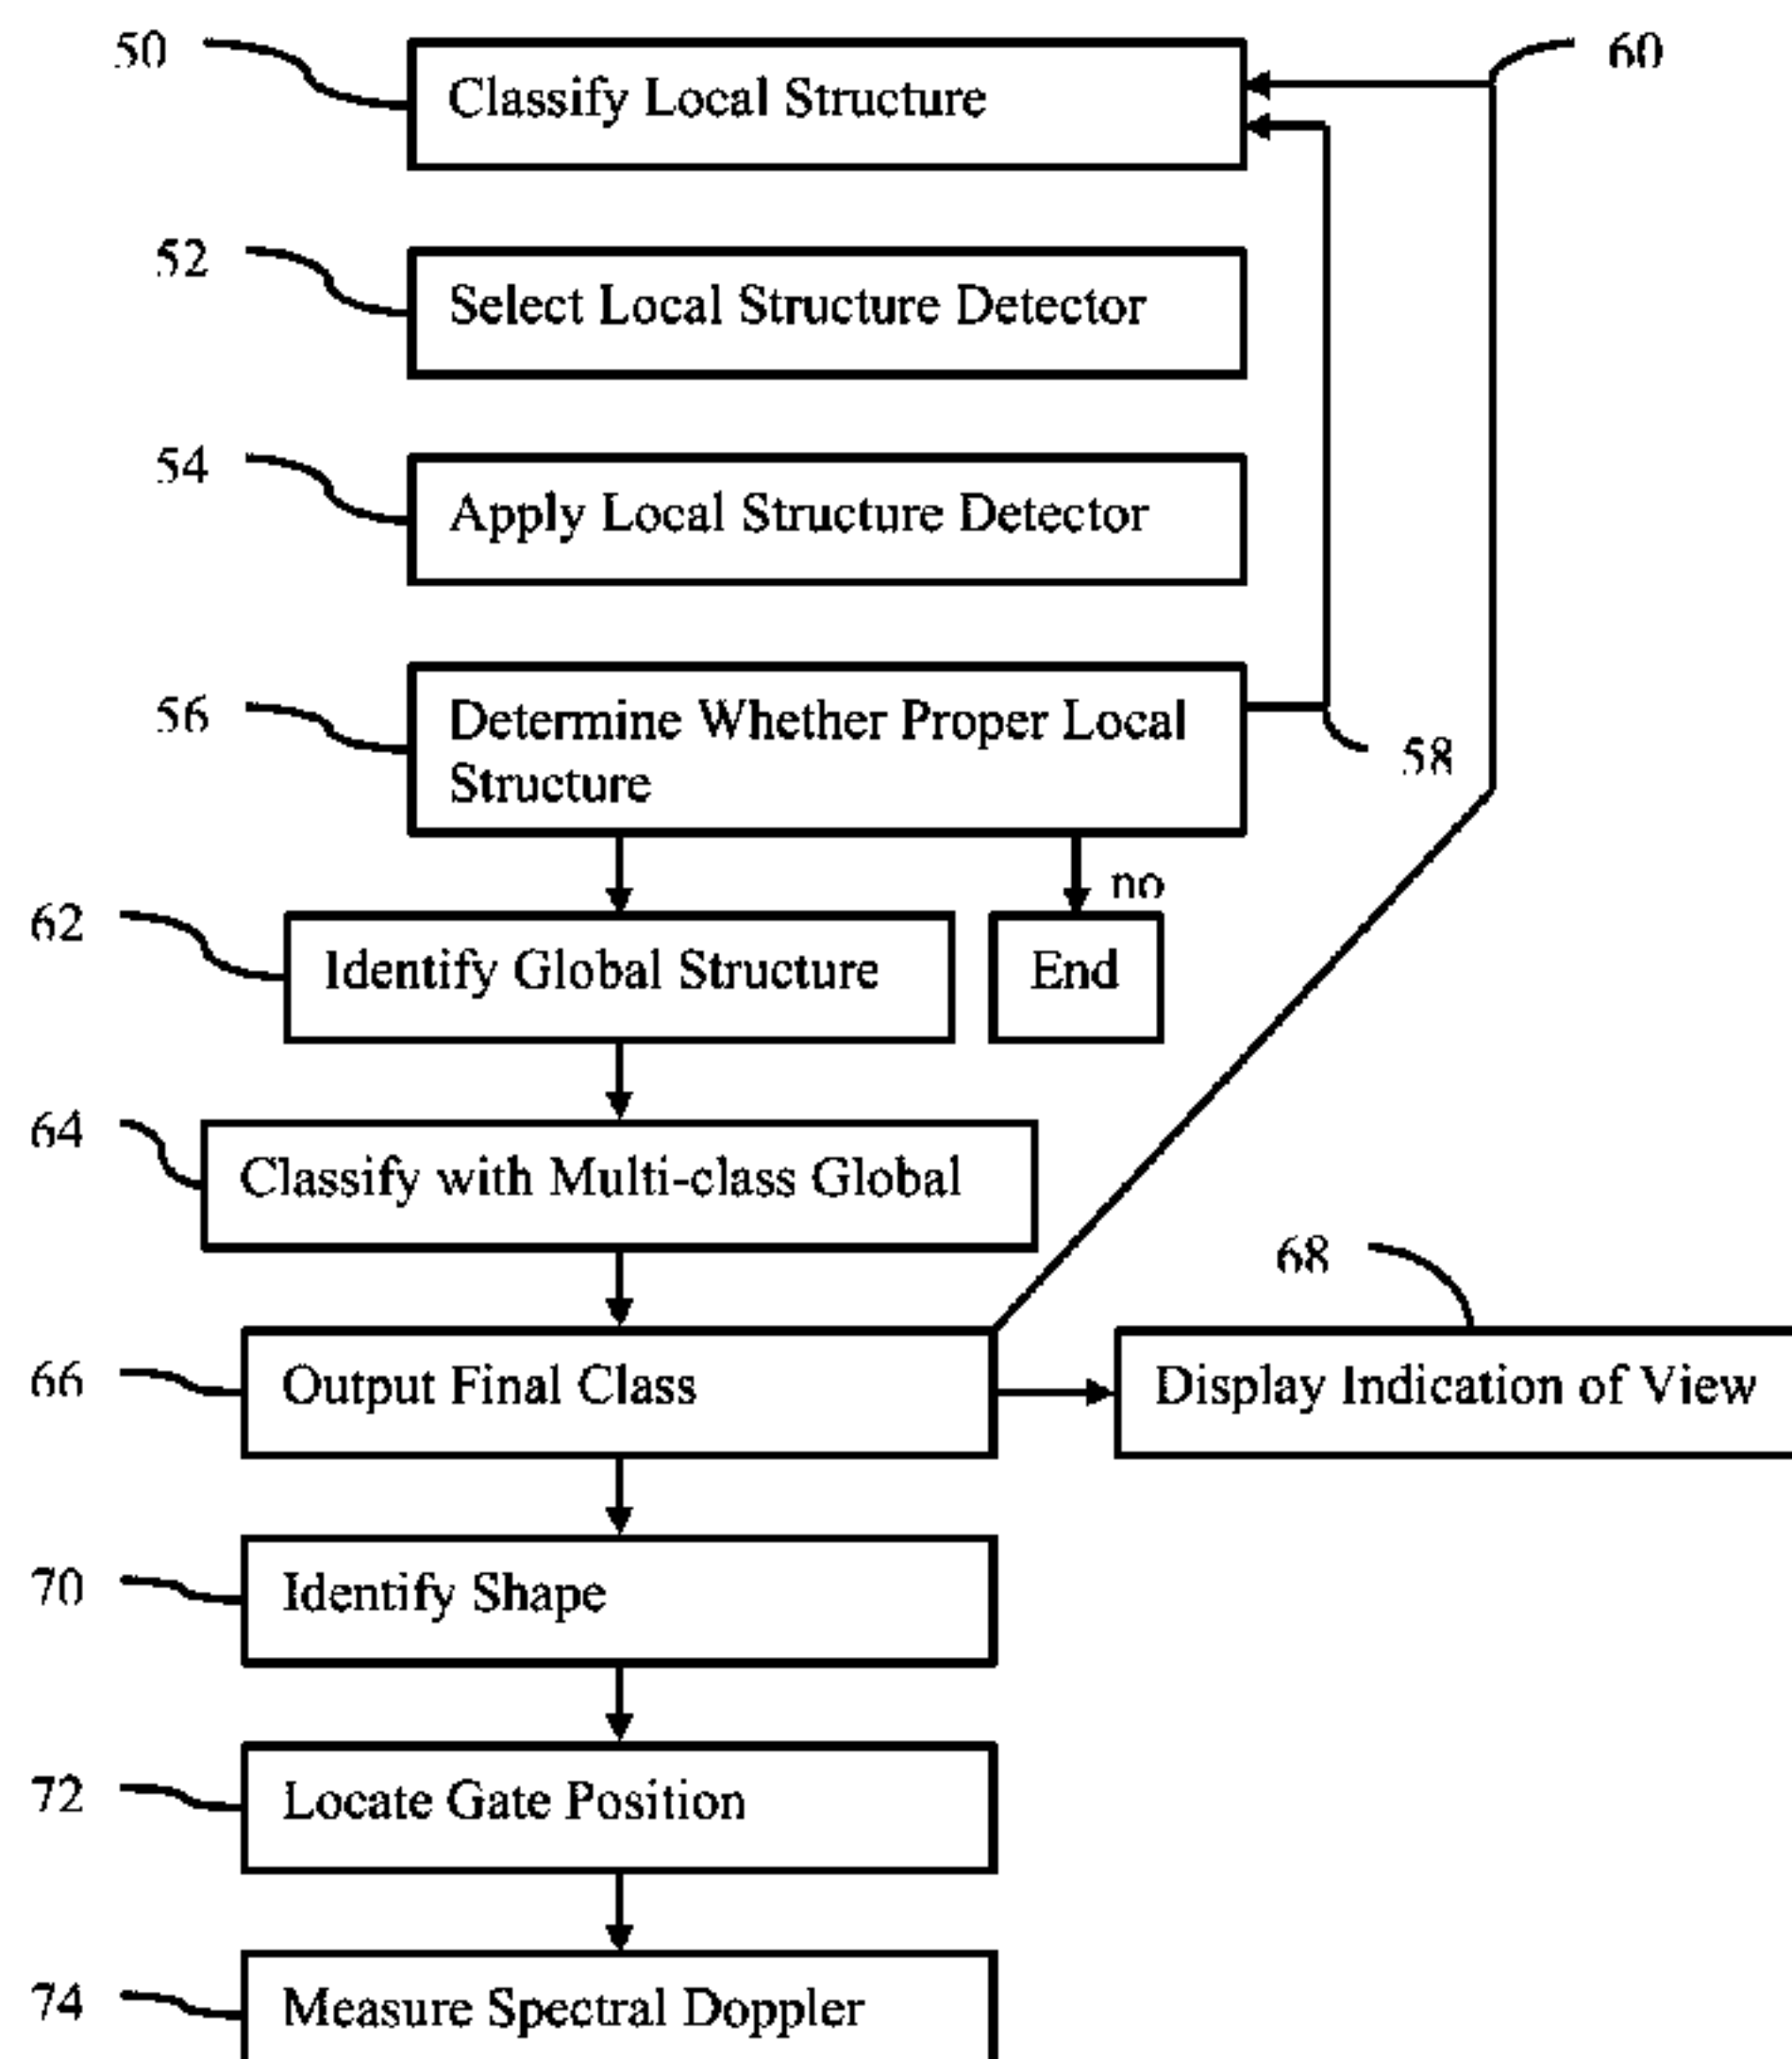 50
Classify Local Structure
60
52
Select Local Structure Detector
54
Apply Local Structure Detector
56
Determine Whether Proper Local
Structure
58
no
62
Identify Global Structure
End
64
Classify with Multi-class Global
68
66
Output Final Class
Display Indication of View
70
Identify Shape
72
Locate Gate Position
74
Measure Spectral Doppler